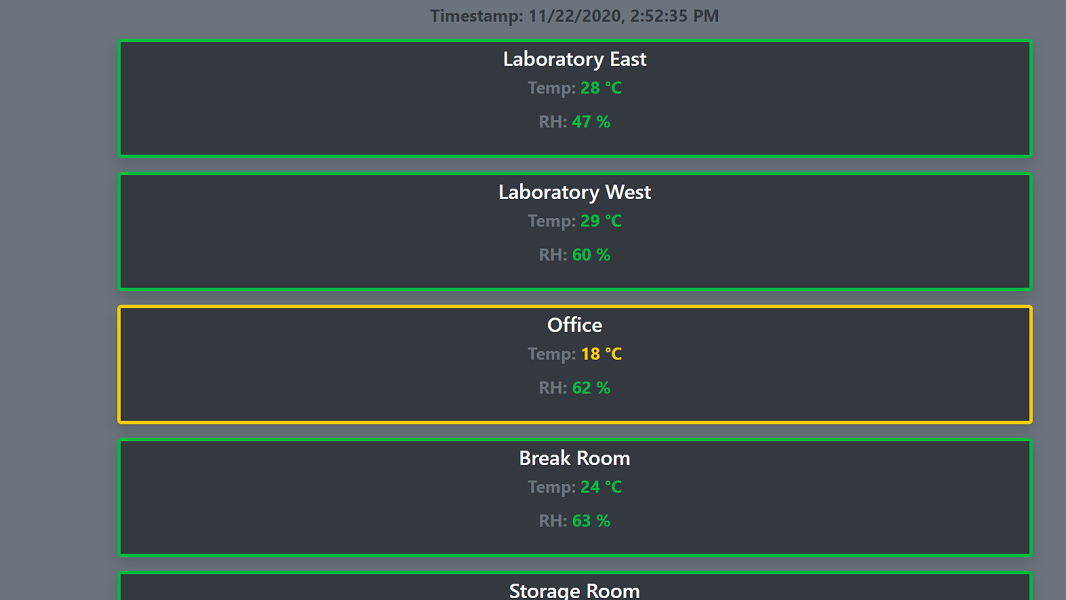 Timestamp: 11/22/2020, 2:52:35 PM
Laboratory East
Temp: 28 °C
RH: 47 %
Laboratory West
Temp: 29 °C
RH: 60 %
Office
Temp: 18 °C
RH: 62 %
Break Room
Temp: 24 °C
RH: 63 %
Storage Room